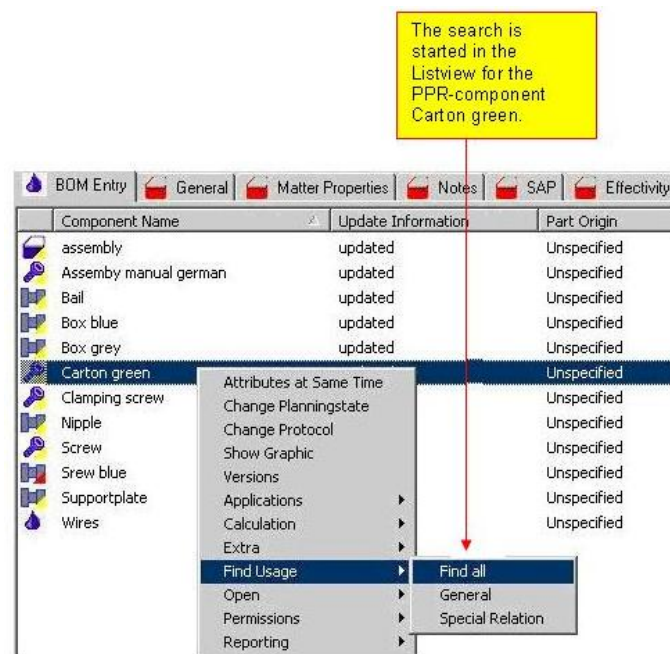 The search is
started in the
Listview for the
PPR-component
Carton green.
BOM Entry General Matter Properties Notes SAP Effectivity
Component Name Update Information Part Origin
assembly updated Unspecified
Assemby manual german updated Unspecified
Bail updated Unspecified
Box blue updated Unspecified
Box grey updated Unspecified
Carton green Unspecified
Clamping screw Unspecified
Nipple Unspecified
Screw Unspecified
Srew blue Unspecified
Supportplate Unspecified
Wires Unspecified
Attributes at Same Time
Change Planningstate
Change Protocol
Show Graphic
Versions
Applications
Calculation
Extra
Find Usage
Open
Permissions
Reporting
Find all
General
Special Relation